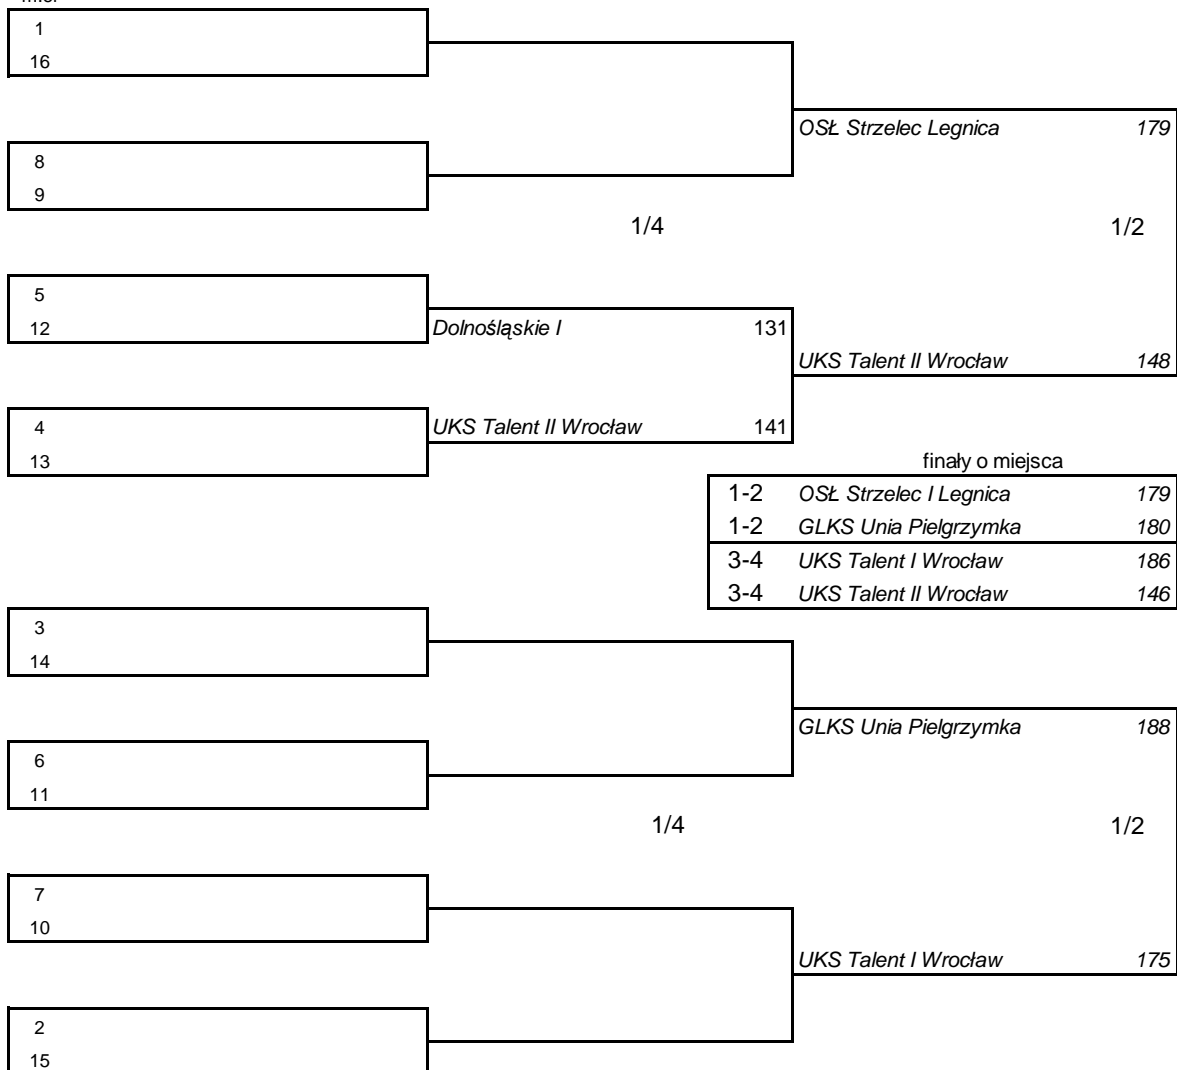 1
16
OSŁ Strzelec Legnica 179
8
9
1/4 1/2
5
12 Dolnośląskie I 131
UKS Talent II Wrocław 148
4 UKS Talent II Wrocław 141
13 finały o miejsca
1-2 OSŁ Strzelec I Legnica 179
1-2 GLKS Unia Pielgrzymka 180
3-4 UKS Talent I Wrocław 186
3-4 UKS Talent II Wrocław 146
3
14
GLKS Unia Pielgrzymka 188
6
11
1/4 1/2
7
10
UKS Talent I Wrocław 175
2
15